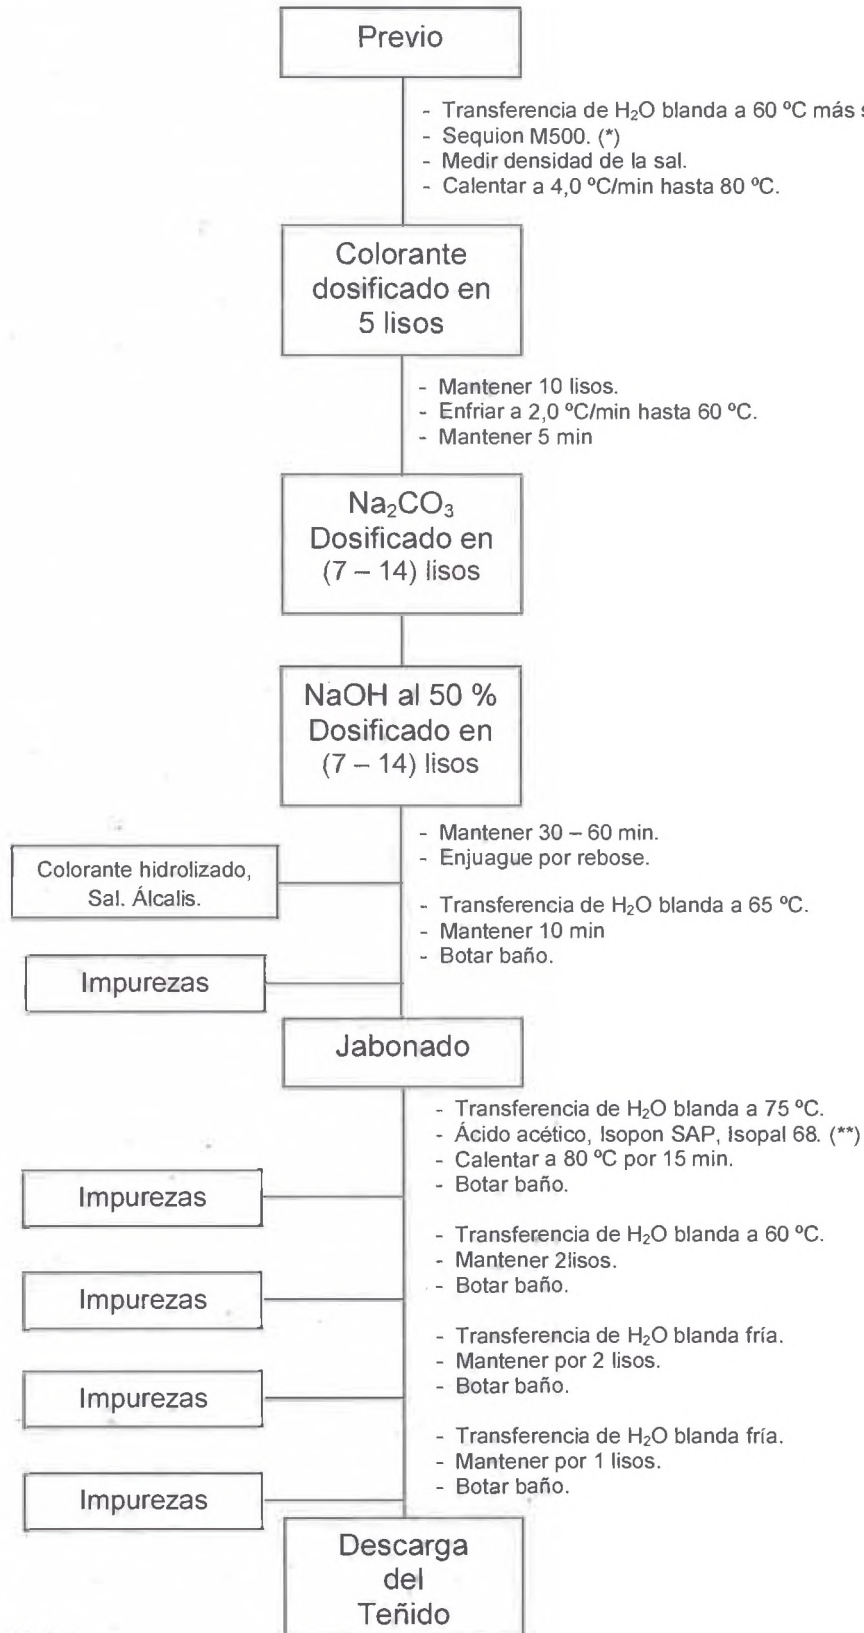 Previo
- Transferencia de H₂O blanda a 60 ºC más
- Sequion M500. (*)
- Medir densidad de la sal.
- Calentar a 4,0 ºC/min hasta 80 ºC.
Colorante
dosificado en
5 lisos
- Mantener 10 lisos.
- Enfriar a 2,0 ºC/min hasta 60 ºC.
- Mantener 5 min
Na₂CO₃
Dosificado en
(7 – 14) lisos
NaOH al 50 %
Dosificado en
(7 – 14) lisos
- Mantener 30 – 60 min.
- Enjuague por rebose.
Colorante hidrolizado,
Sal. Álcalis.
- Transferencia de H₂O blanda a 65 ºC.
- Mantener 10 min
- Botar baño.
Impurezas
Jabonado
- Transferencia de H₂O blanda a 75 ºC.
- Ácido acético, Isopon SAP, Isopal 68. (**)
- Calentar a 80 ºC por 15 min.
- Botar baño.
Impurezas
- Transferencia de H₂O blanda a 60 ºC.
- Mantener 2lisos.
- Botar baño.
Impurezas
- Transferencia de H₂O blanda fría.
- Mantener por 2 lisos.
- Botar baño.
Impurezas
- Transferencia de H₂O blanda fría.
- Mantener por 1 lisos.
- Botar baño.
Impurezas
Descarga
del
Teñido